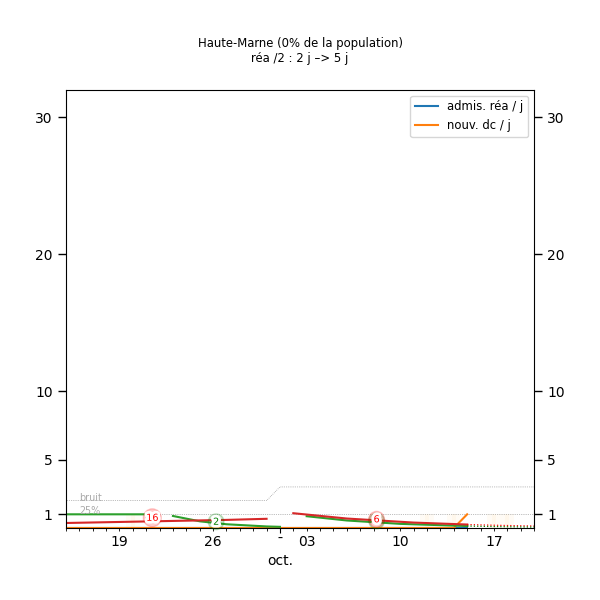 Haute-Marne (0% de la population)
réa /2 : 2 j –> 5 j
admis. réa / j
nouv. dc / j
30 30
20 20
10 10
5 5
bruit
25%
1 16 2 6 1
19 26 - 03 10 17
oct.